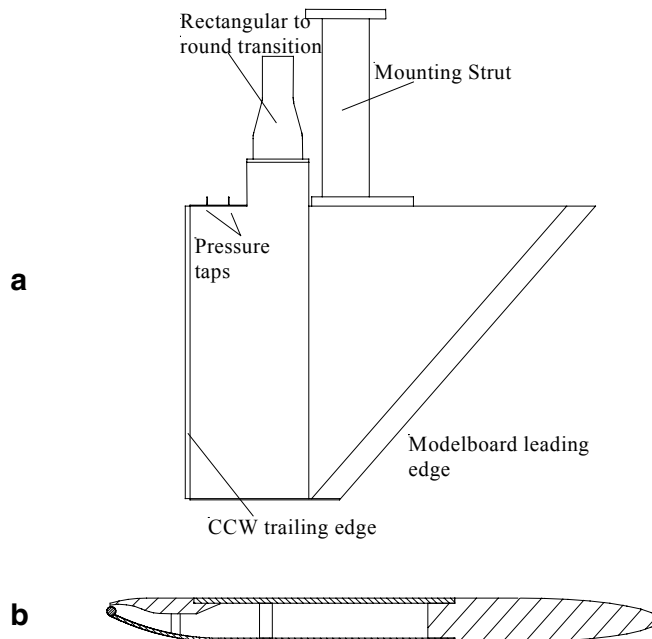 Rectangular to
round transition
Mounting Strut
Pressure
taps
a
Modelboard leading
edge
CCW trailing edge
b